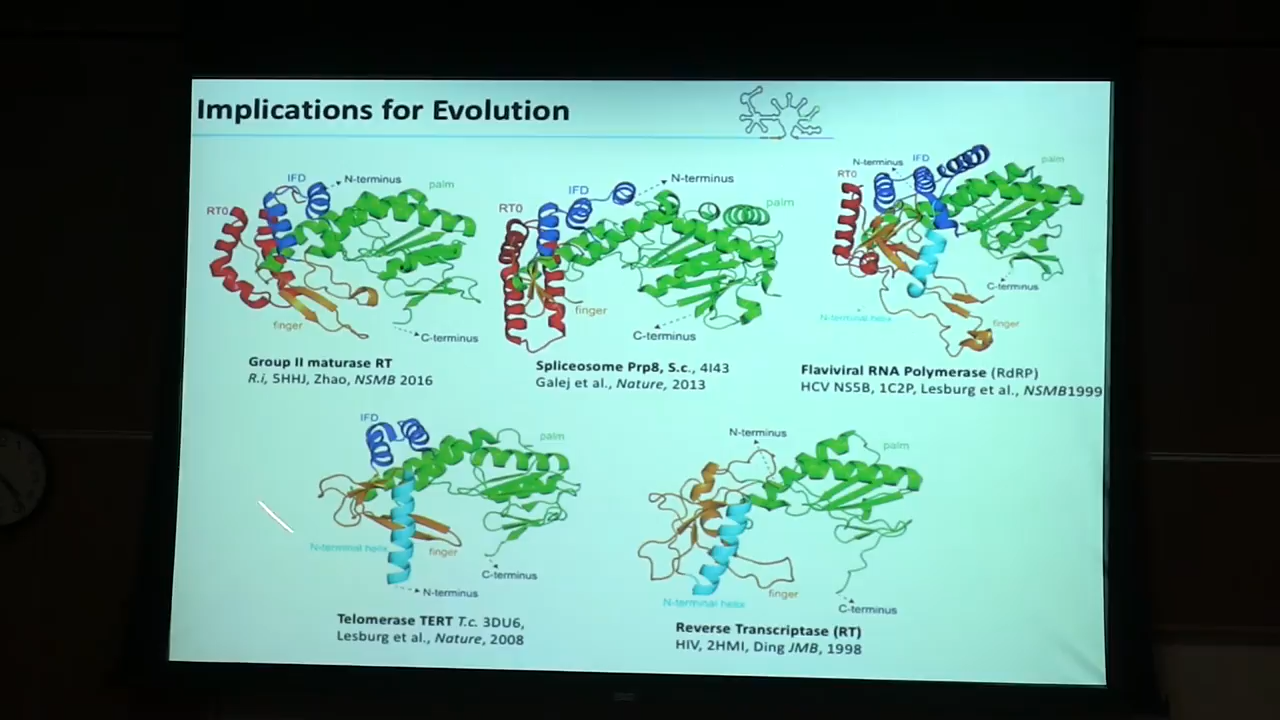 Implications for Evolution
IFD
N-terminus
palm
RT0
finger
C-terminus
Group II maturase RT
R.i, 5HHJ, Zhao, NSMB 2016
IFD
N-terminus
palm
RT0
finger
C-terminus
Spliceosome Prp8, S.c., 4I43
Galej et al., Nature, 2013
N-terminus
IFD
palm
RT0
C-terminus
N-terminal helix
finger
Flaviviral RNA Polymerase (RdRP)
HCV NS5B, 1C2P, Lesburg et al., NSMB1999
IFD
palm
N-terminal helix
finger
C-terminus
N-terminus
Telomerase TERT T.c. 3DU6,
Lesburg et al., Nature, 2008
N-terminus
palm
finger
N-terminal helix
C-terminus
Reverse Transcriptase (RT)
HIV, 2HMI, Ding JMB, 1998